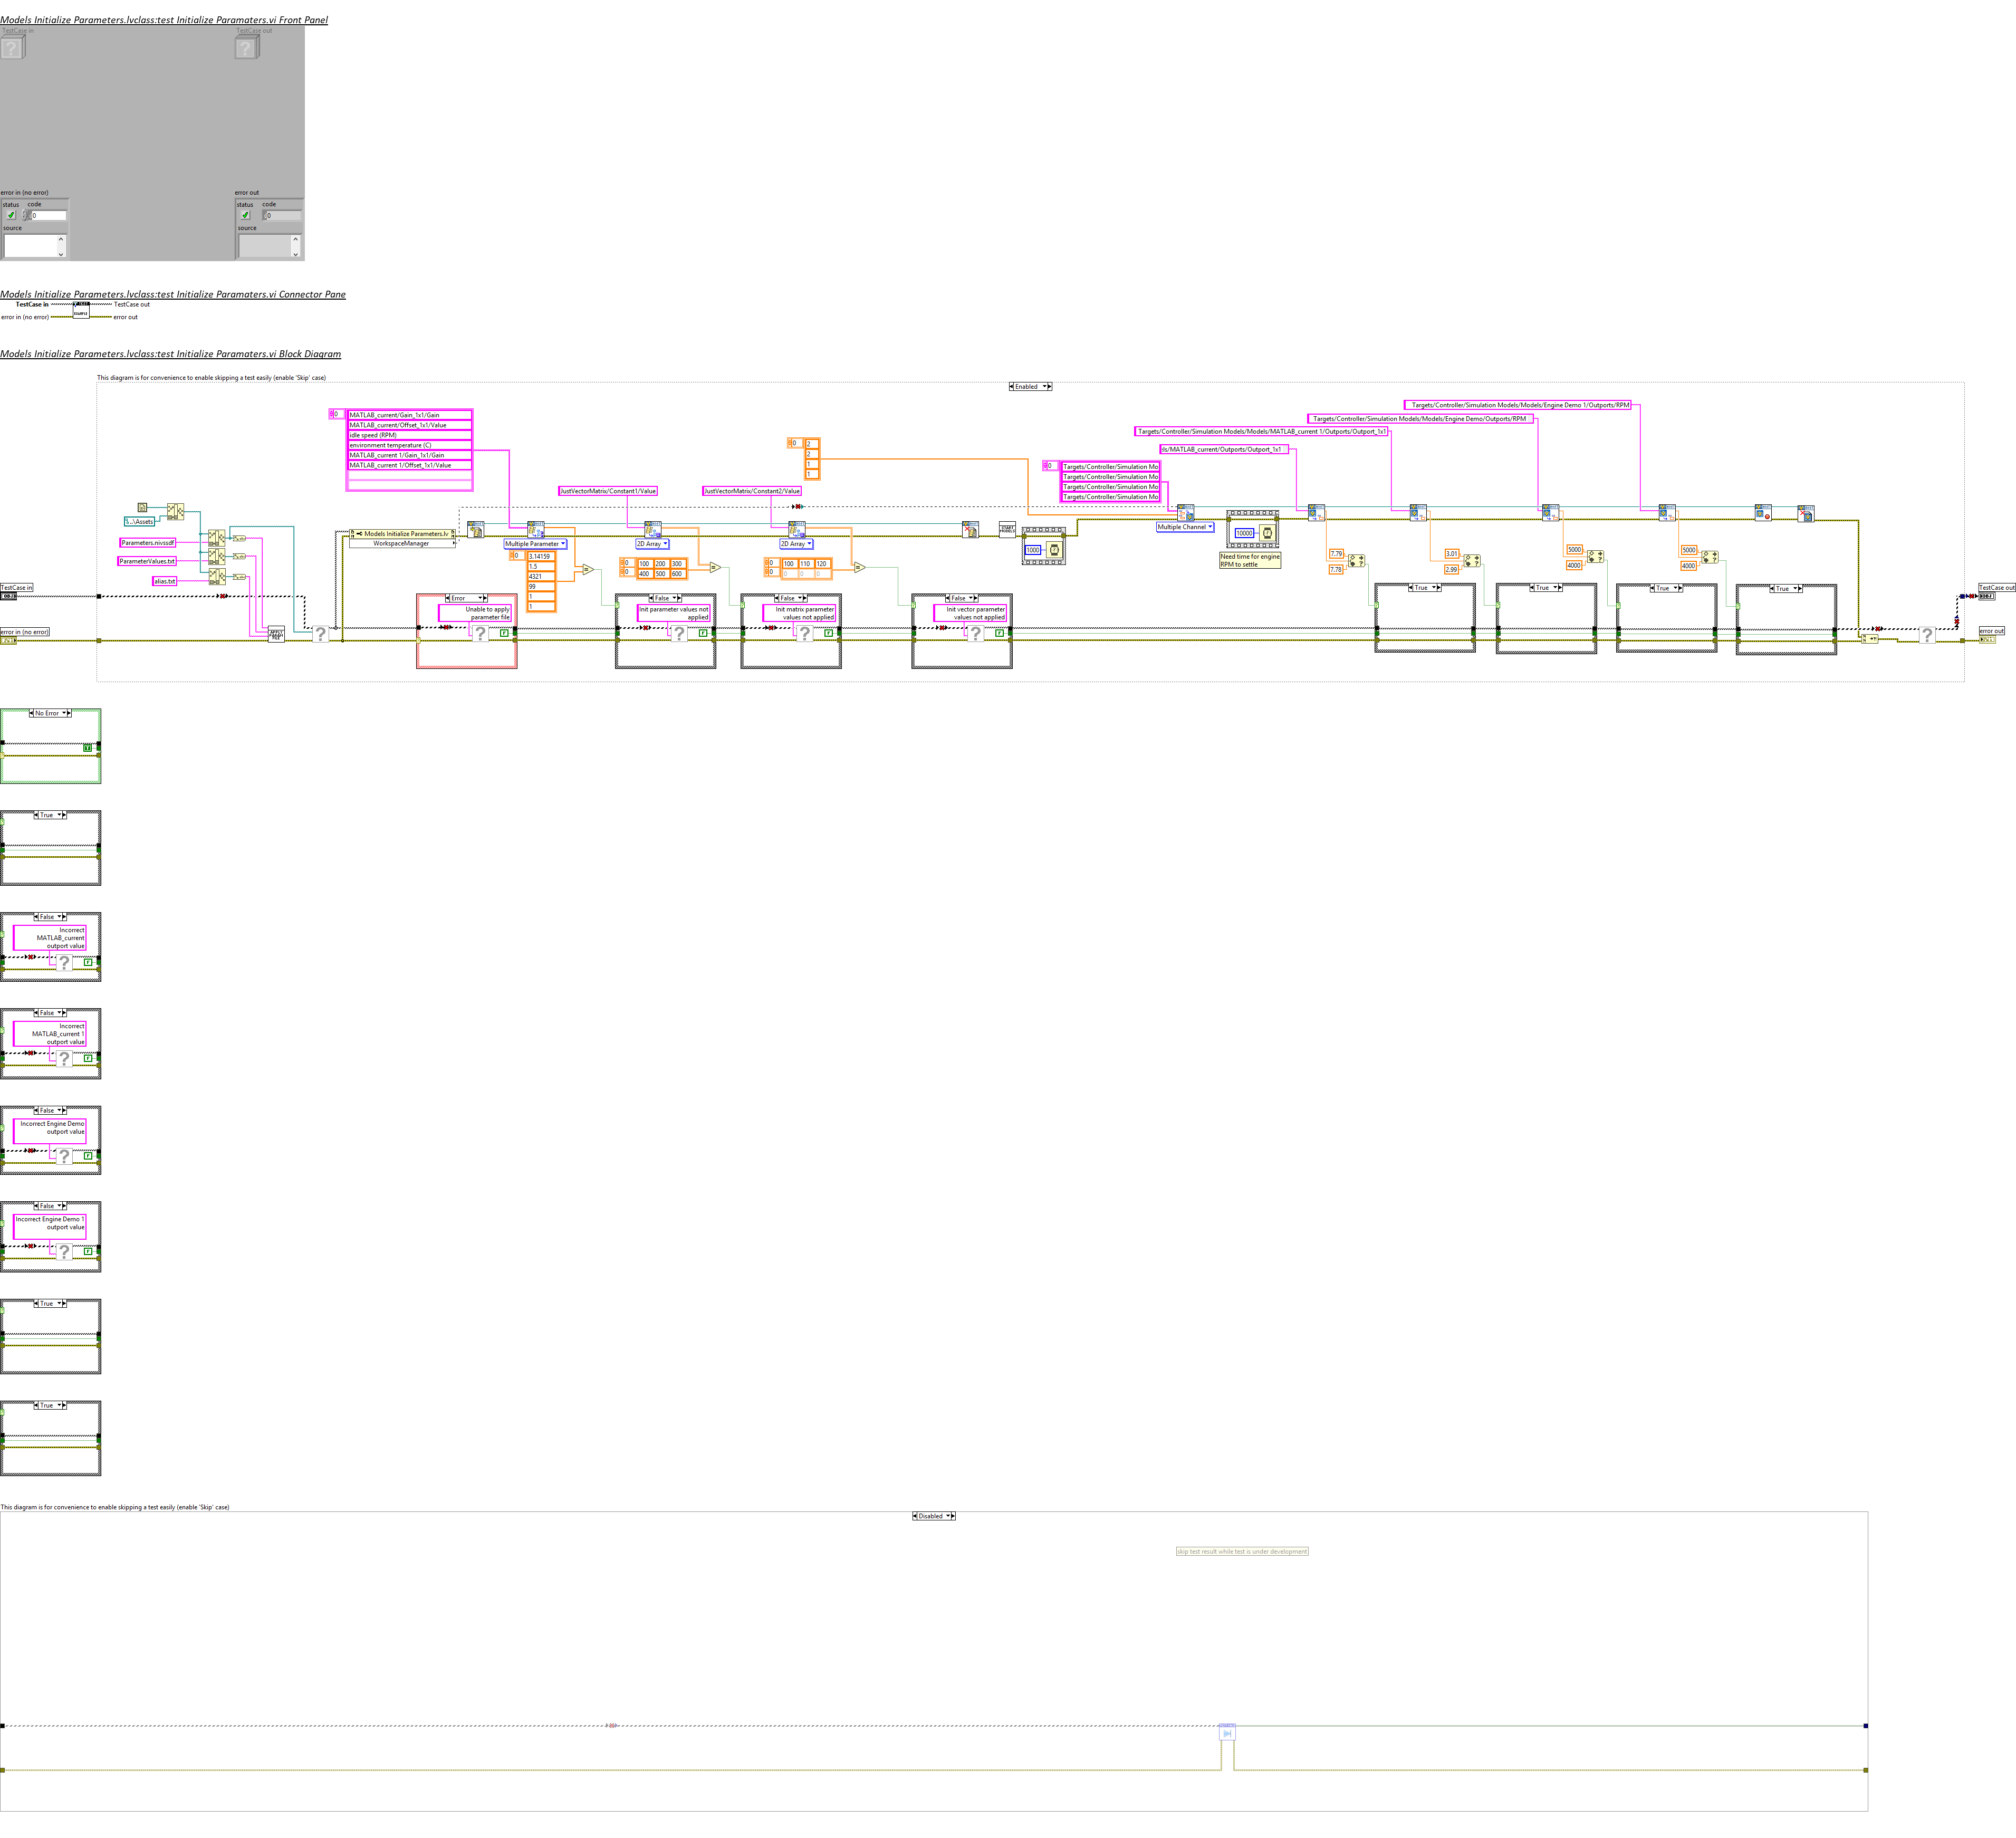 Models Initialize Parameters.lvclass:test Initialize Paramaters.vi Front Panel
TestCase in
TestCase out
error in (no error)
status code
0
source
error out
status code
0
source
Models Initialize Parameters.lvclass:test Initialize Paramaters.vi Connector Pane
TestCase in
TestCase out
error in (no error)
error out
Models Initialize Parameters.lvclass:test Initialize Paramaters.vi Block Diagram
This diagram is for convenience to enable skipping a test easily (enable 'Skip' case)
Enabled
0
MATLAB_current/Gain_1x1/Gain
MATLAB_current/Offset_1x1/Value
idle speed (RPM)
environment temperature (C)
MATLAB_current 1/Gain_1x1/Gain
MATLAB_current 1/Offset_1x1/Value
0
2
2
1
1
Targets/Controller/Simulation Models/Models/Engine Demo 1/Outports/RPM
Targets/Controller/Simulation Models/Models/Engine Demo/Outports/RPM
Targets/Controller/Simulation Models/Models/MATLAB_current 1/Outports/Outport_1x1
ls/MATLAB_current/Outports/Outport_1x1
0
Targets/Controller/Simulation Mo
Targets/Controller/Simulation Mo
Targets/Controller/Simulation Mo
Targets/Controller/Simulation Mo
JustVectorMatrix/Constant1/Value
JustVectorMatrix/Constant2/Value
\..\Assets
Parameters.nivssdf
ParameterValues.txt
alias.txt
Models Initialize Parameters.lv
WorkspaceManager
Multiple Parameter
2D Array
2D Array
Multiple Channel
0
3.14159
1.5
4321
99
1
1
0
0
100 200 300
400 500 600
0
0
100 110 120
0 0 0
1000
10000
Need time for engine
RPM to settle
7.79
7.78
3.01
2.99
5000
4000
5000
4000
TestCase in
error in (no error)
Error
Unable to apply
parameter file
F
False
Init parameter values not
applied
F
False
Init matrix parameter
values not applied
F
False
Init vector parameter
values not applied
F
True
True
True
True
TestCase out
error out
No Error
T
True
False
Incorrect
MATLAB_current
outport value
F
False
Incorrect
MATLAB_current 1
outport value
F
False
Incorrect Engine Demo
outport value
F
False
Incorrect Engine Demo 1
outport value
F
True
True
This diagram is for convenience to enable skipping a test easily (enable 'Skip' case)
Disabled
skip test result while test is under development